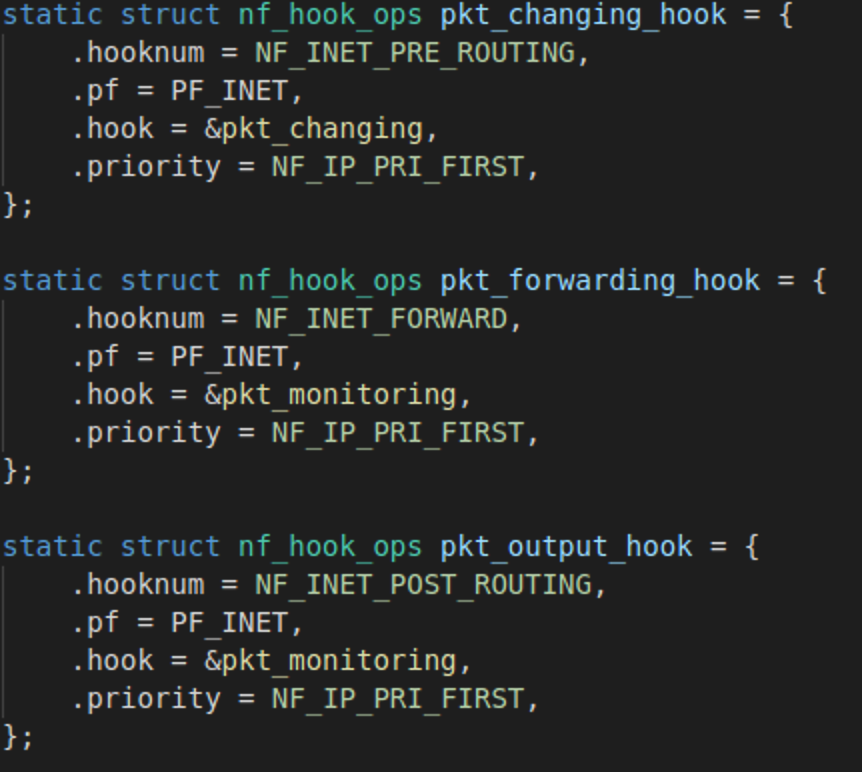 static struct nf_hook_ops pkt_changing_hook = {
    .hooknum = NF_INET_PRE_ROUTING,
    .pf = PF_INET,
    .hook = &pkt_changing,
    .priority = NF_IP_PRI_FIRST,
};

static struct nf_hook_ops pkt_forwarding_hook = {
    .hooknum = NF_INET_FORWARD,
    .pf = PF_INET,
    .hook = &pkt_monitoring,
    .priority = NF_IP_PRI_FIRST,
};

static struct nf_hook_ops pkt_output_hook = {
    .hooknum = NF_INET_POST_ROUTING,
    .pf = PF_INET,
    .hook = &pkt_monitoring,
    .priority = NF_IP_PRI_FIRST,
};